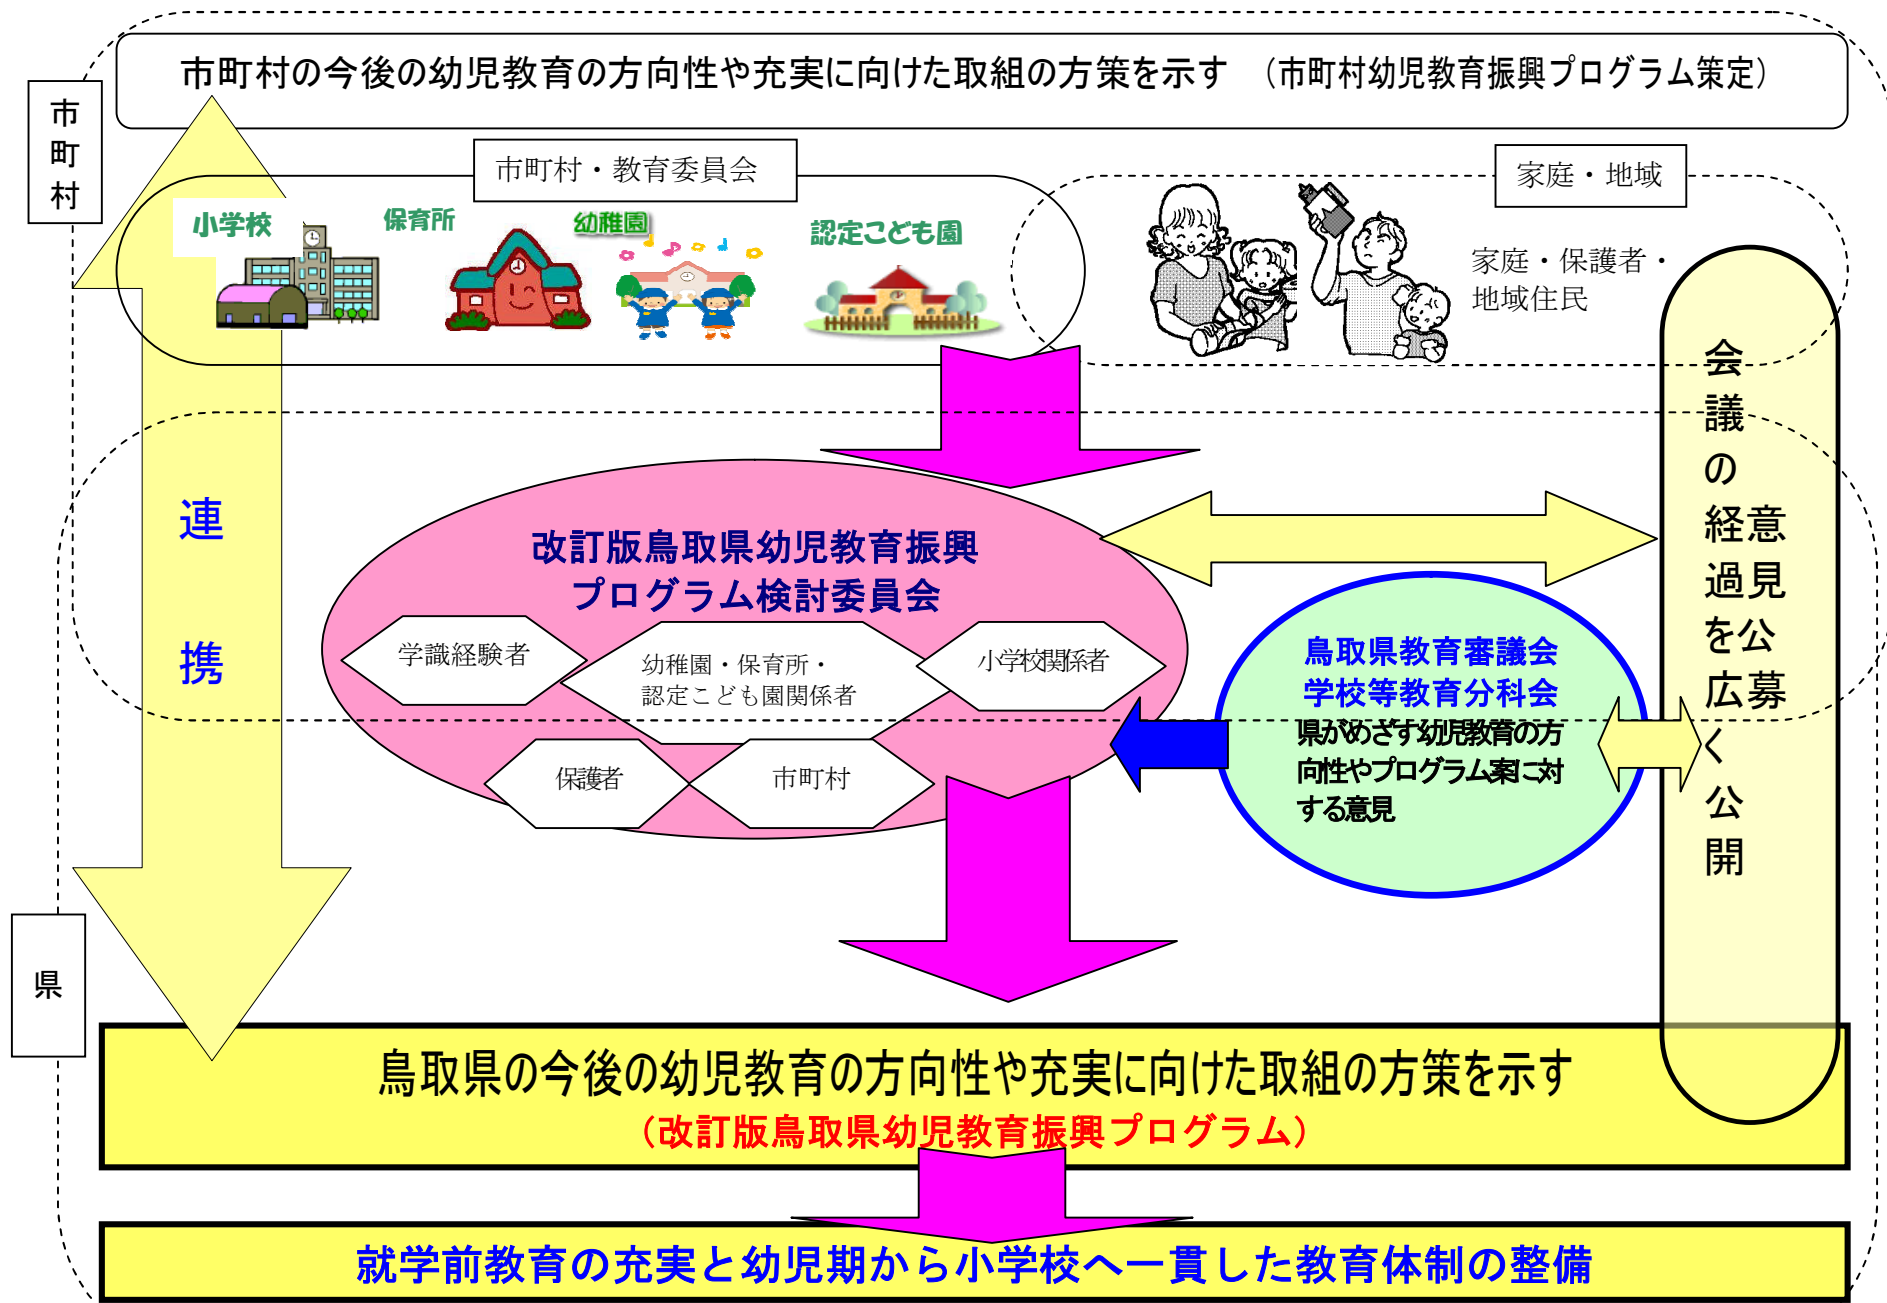 市町村の今後の幼児教育の方向性や充実に向けた取組の方策を示す （市町村幼児教育振興プログラム策定）
市町村
市町村・教育委員会
家庭・地域
小学校
保育所
幼稚園
認定こども園
家庭・保護者・
地域住民
連携
改訂版鳥取県幼児教育振興
プログラム検討委員会
学識経験者
幼稚園・保育所・
認定こども園関係者
小学校関係者
保護者
市町村
鳥取県教育審議会
学校等教育分科会
県がめざす幼児教育の方
向性やプログラム案に対
する意見
会議の経過を広く公開
意見公募
県
鳥取県の今後の幼児教育の方向性や充実に向けた取組の方策を示す
（改訂版鳥取県幼児教育振興プログラム）
就学前教育の充実と幼児期から小学校へ一貫した教育体制の整備